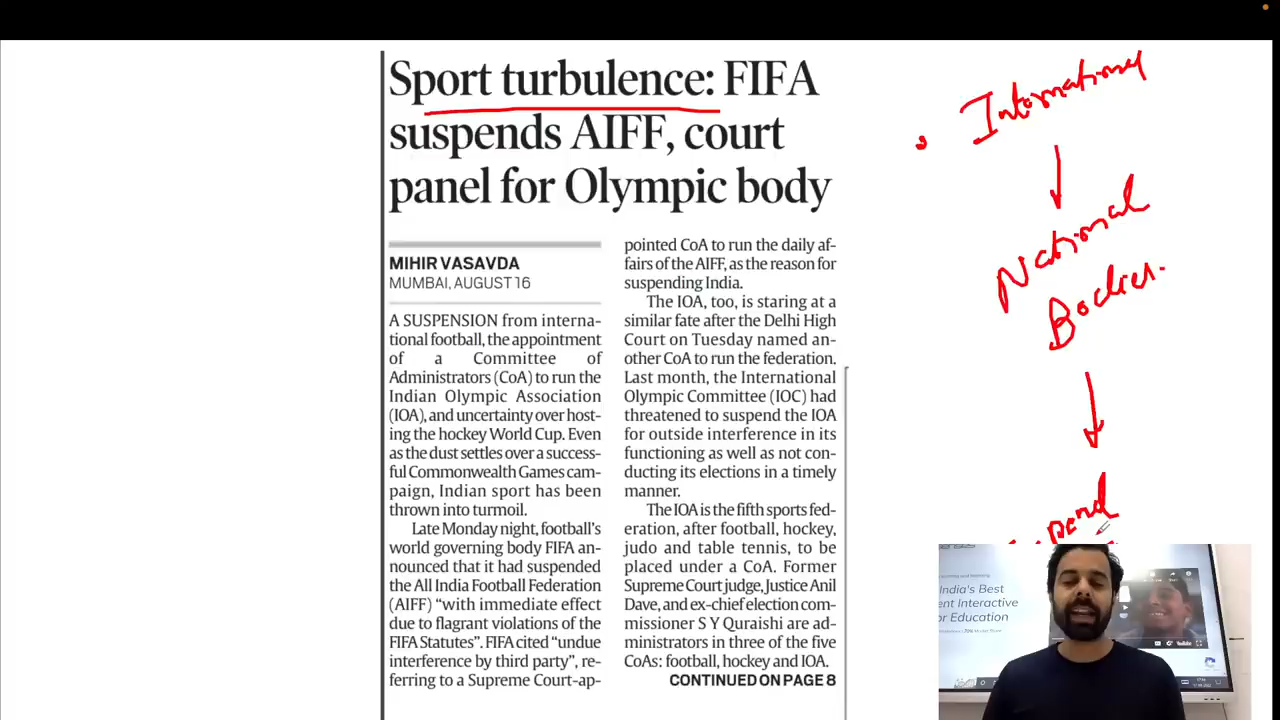 Sport turbulence: FIFA
suspends AIFF, court
panel for Olympic body
MIHIR VASAVDA
MUMBAI, AUGUST 16
A SUSPENSION from interna-
tional football, the appointment
of a Committee of
Administrators (CoA) to run the
Indian Olympic Association
(IOA), and uncertainty over host-
ing the hockey World Cup. Even
as the dust settles over a success-
ful Commonwealth Games cam-
paign, Indian sport has been
thrown into turmoil.
Late Monday night, football's
world governing body FIFA an-
nounced that it had suspended
the All India Football Federation
(AIFF) “with immediate effect
due to flagrant violations of the
FIFA Statutes”. FIFA cited “undue
interference by third party”, re-
ferring to a Supreme Court-ap-
pointed CoA to run the daily af-
fairs of the AIFF, as the reason for
suspending India.
The IOA, too, is staring at a
similar fate after the Delhi High
Court on Tuesday named an-
other CoA to run the federation.
Last month, the International
Olympic Committee (IOC) had
threatened to suspend the IOA
for outside interference in its
functioning as well as not con-
ducting its elections in a timely
manner.
The IOA is the fifth sports fed-
eration, after football, hockey,
judo and table tennis, to be
placed under a CoA. Former
Supreme Court judge, Justice Anil
Dave, and ex-chief election com-
missioner S Y Quraishi are ad-
ministrators in three of the five
CoAs: football, hockey and IOA.
CONTINUED ON PAGE 8
International
National
Bodies.
India's Best
ent Interactive
or Education